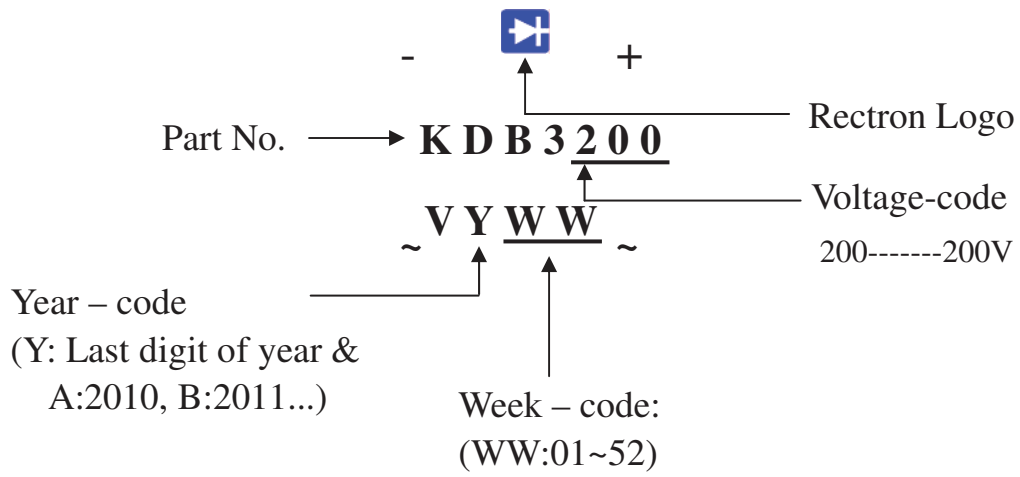 - +
Rectron Logo
Part No. KDB3200
Voltage-code
VYWW
~ ~
200-------200V
Year – code
(Y: Last digit of year &
A:2010, B:2011...)
Week – code:
(WW:01~52)